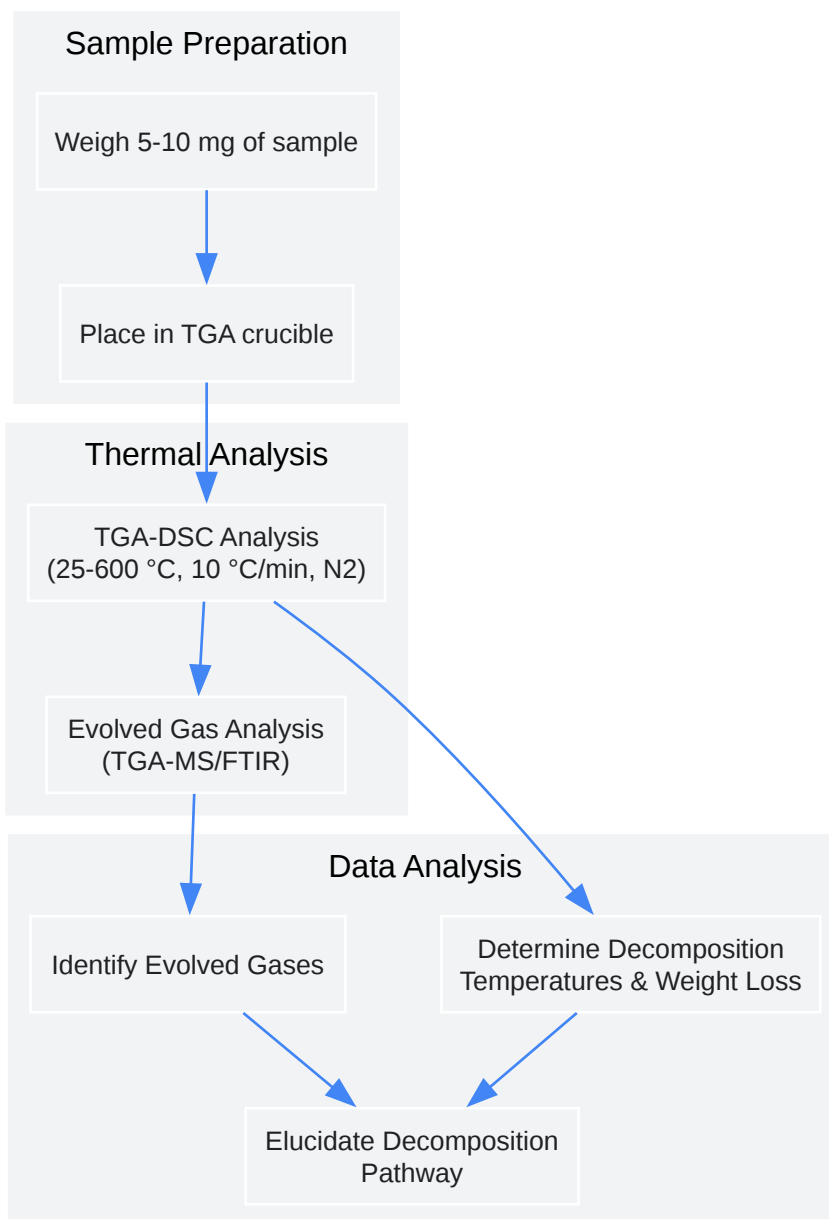 Sample Preparation
Weigh 5-10 mg of sample
Place in TGA crucible
Thermal Analysis
TGA-DSC Analysis
(25-600 °C, 10 °C/min, N2)
Evolved Gas Analysis
(TGA-MS/FTIR)
Data Analysis
Identify Evolved Gases
Determine Decomposition
Temperatures & Weight Loss
Elucidate Decomposition
Pathway